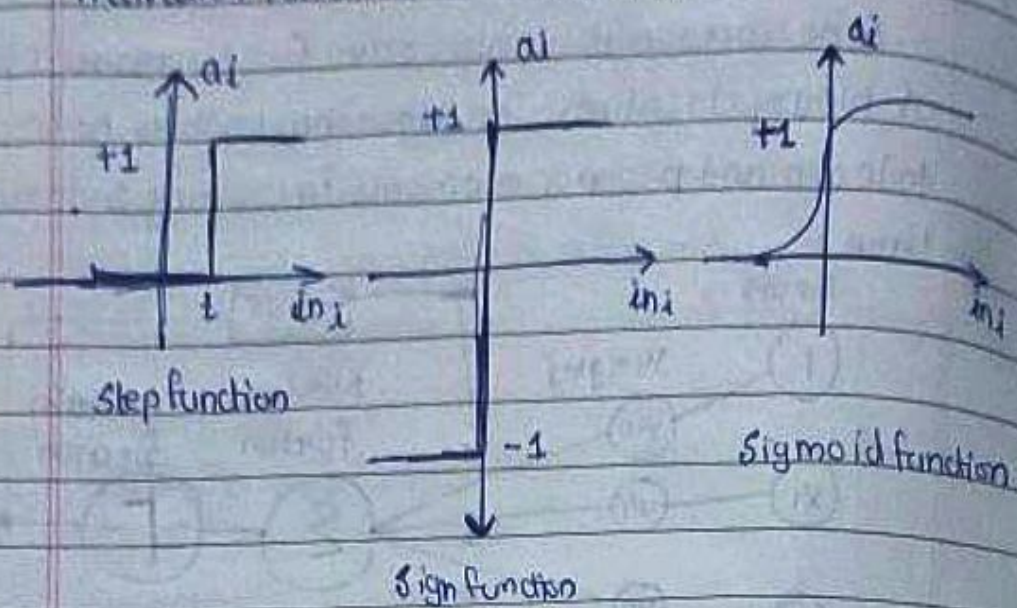 ai ai ai
+1 +1 +1
t ini ini ini
Step function
-1
Sigmoid function
Sign function